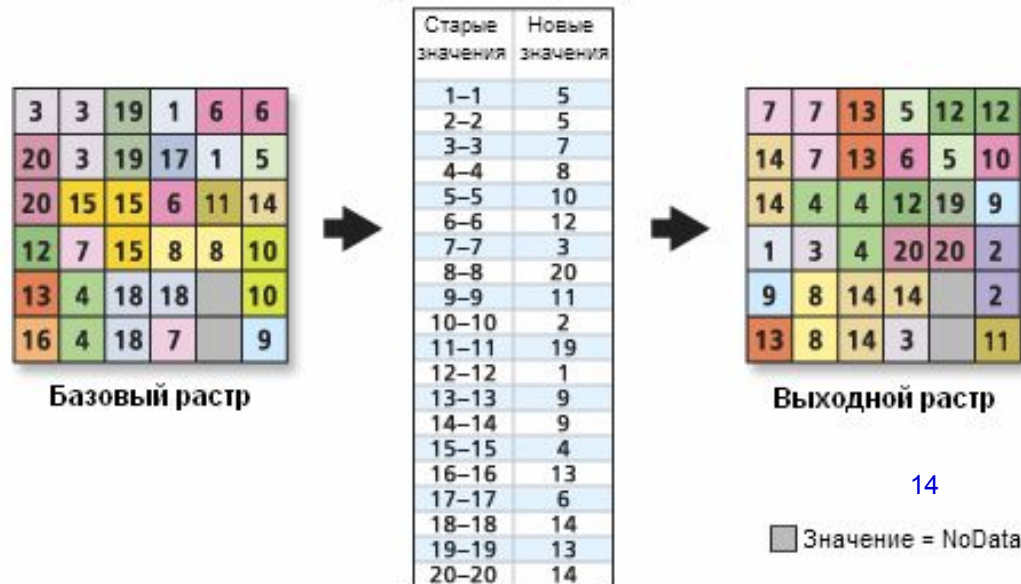 Старые Новые
значения значения
1–1 5
2–2 5
3–3 7
4–4 8
5–5 10
6–6 12
7–7 3
8–8 20
9–9 11
10–10 2
11–11 19
12–12 1
13–13 9
14–14 9
15–15 4
16–16 13
17–17 6
18–18 14
19–19 13
20–20 14
3 3 19 1 6 6
20 3 19 17 1 5
20 15 15 6 11 14
12 7 15 8 8 10
13 4 18 18 10
16 4 18 7 9
Базовый растр
7 7 13 5 12 12
14 7 13 6 5 10
14 4 4 12 19 9
1 3 4 20 20 2
9 8 14 14 2
13 8 14 3 11
Выходной растр
14
Значение = NoData